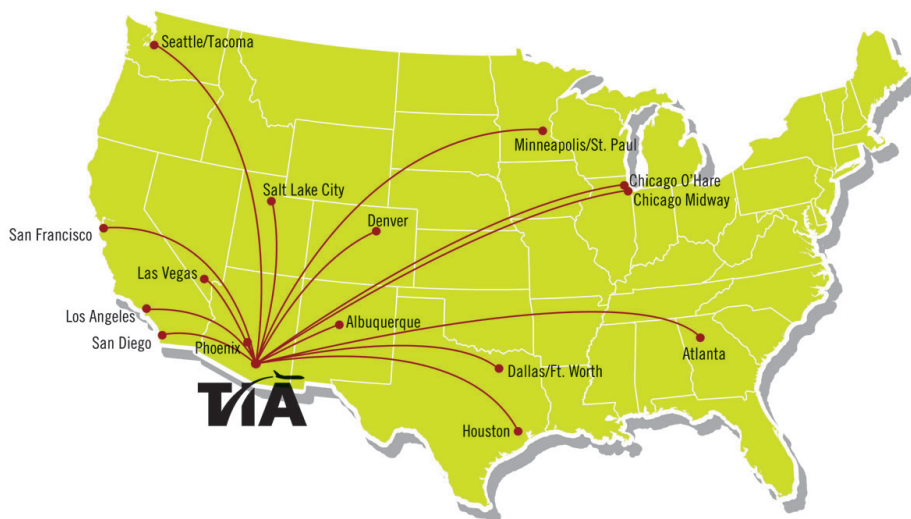 Seattle/Tacoma
Minneapolis/St. Paul
Chicago O'Hare
Salt Lake City
Chicago Midway
Denver
San Francisco
Las Vegas
Los Angeles
Albuquerque
San Diego
Phoenix
Atlanta
Dallas/Ft. Worth
TIA
Houston